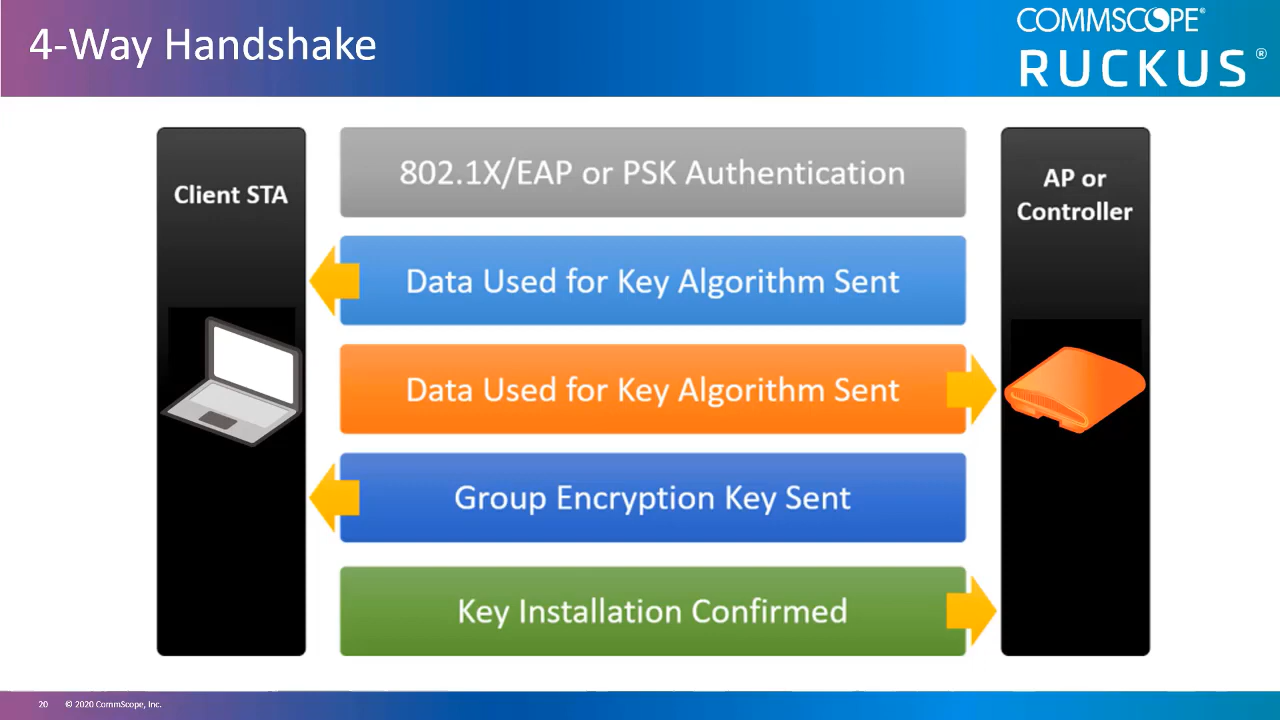 4-Way Handshake
COMMSCOPE®
RUCKUS®
Client STA
802.1X/EAP or PSK Authentication
AP or
Controller
Data Used for Key Algorithm Sent
Data Used for Key Algorithm Sent
Group Encryption Key Sent
Key Installation Confirmed
20 © 2020 CommScope, Inc.